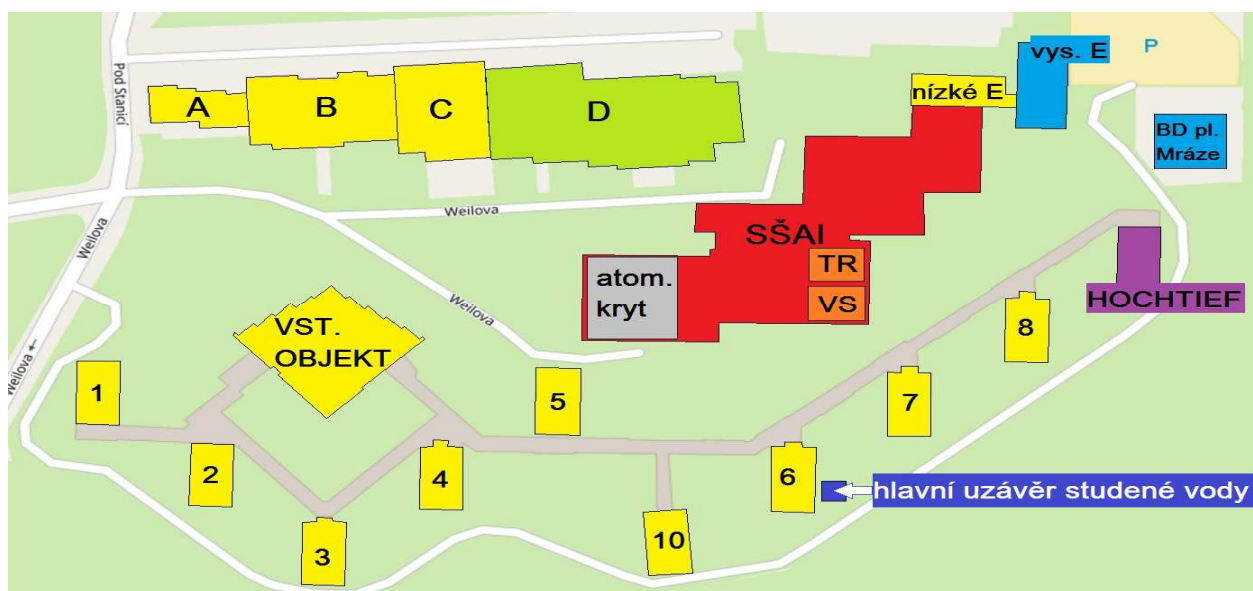 P
vys. E
nízké E
A
B
C
D
BD pl.
Mráze
Pod Stanicí
Weilova
Weilova
SŠAI
TR
VS
atom.
kryt
Weilova
HOCHTIEF
VST.
OBJEKT
8
Weilova ←
1
5
7
2
4
6
hlavní uzávěr studené vody
3
10